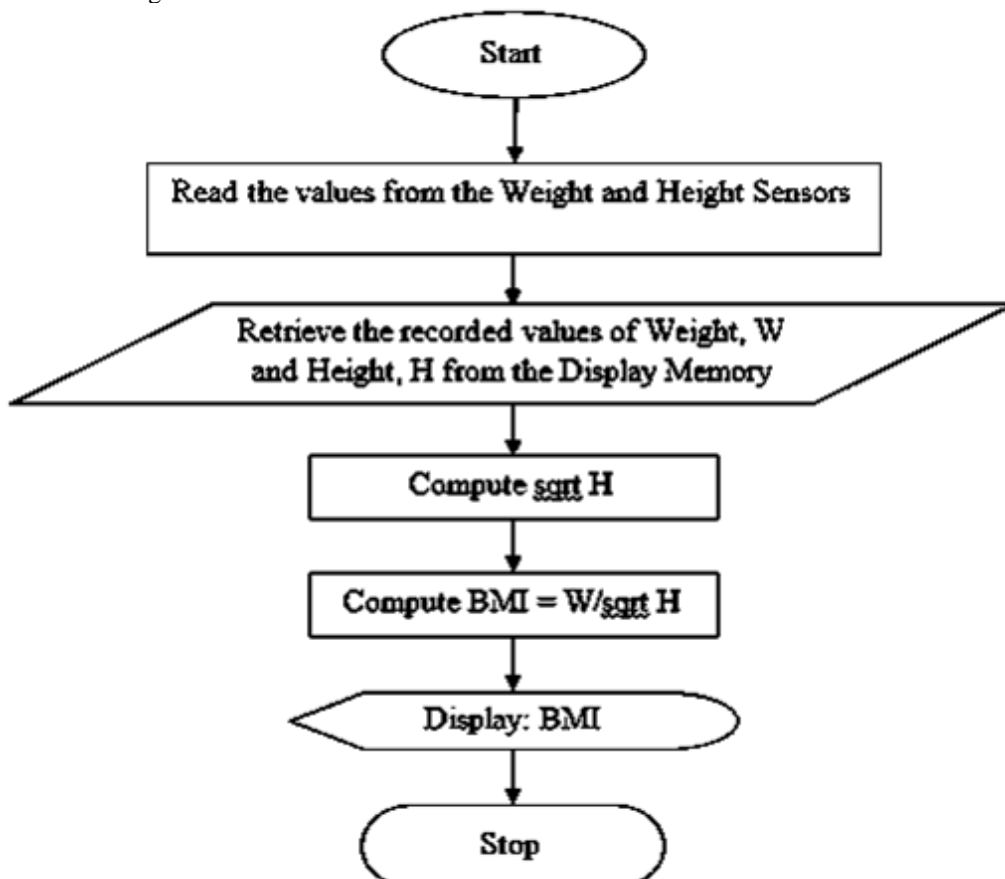 Start
Read the values from the Weight and Height Sensors
Retrieve the recorded values of Weight, W
and Height, H from the Display Memory
Compute sqrt H
Compute BMI = W/sqrt H
Display: BMI
Stop